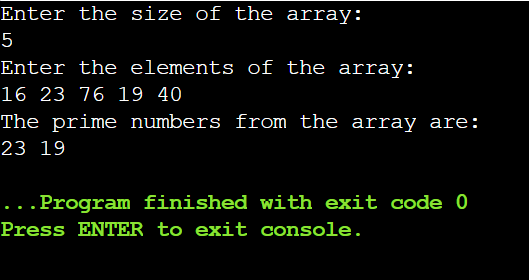 Enter the size of the array:
5
Enter the elements of the array:
16 23 76 19 40
The prime numbers from the array are:
23 19
...Program finished with exit code 0
Press ENTER to exit console.